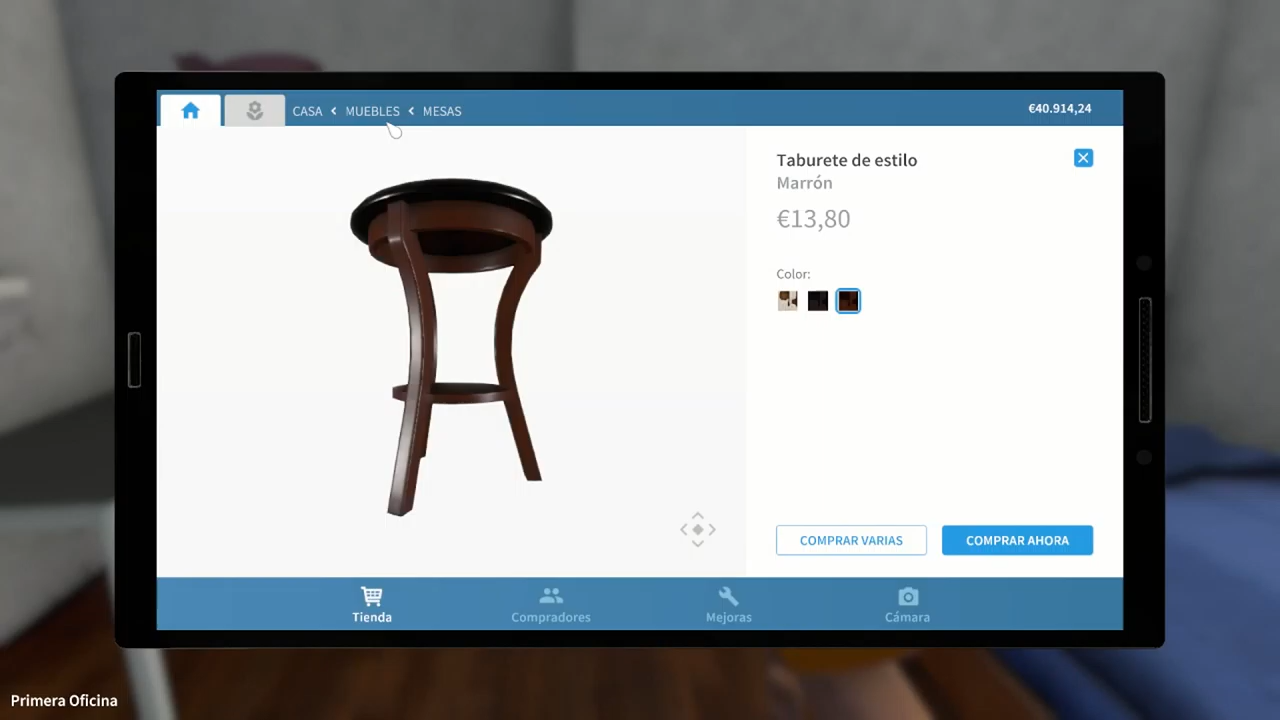 CASA < MUEBLES < MESAS
€40.914,24
Taburete de estilo
Marrón
€13,80
Color:
COMPRAR VARIAS
COMPRAR AHORA
Tienda
Compradores
Mejoras
Cámara
Primera Oficina